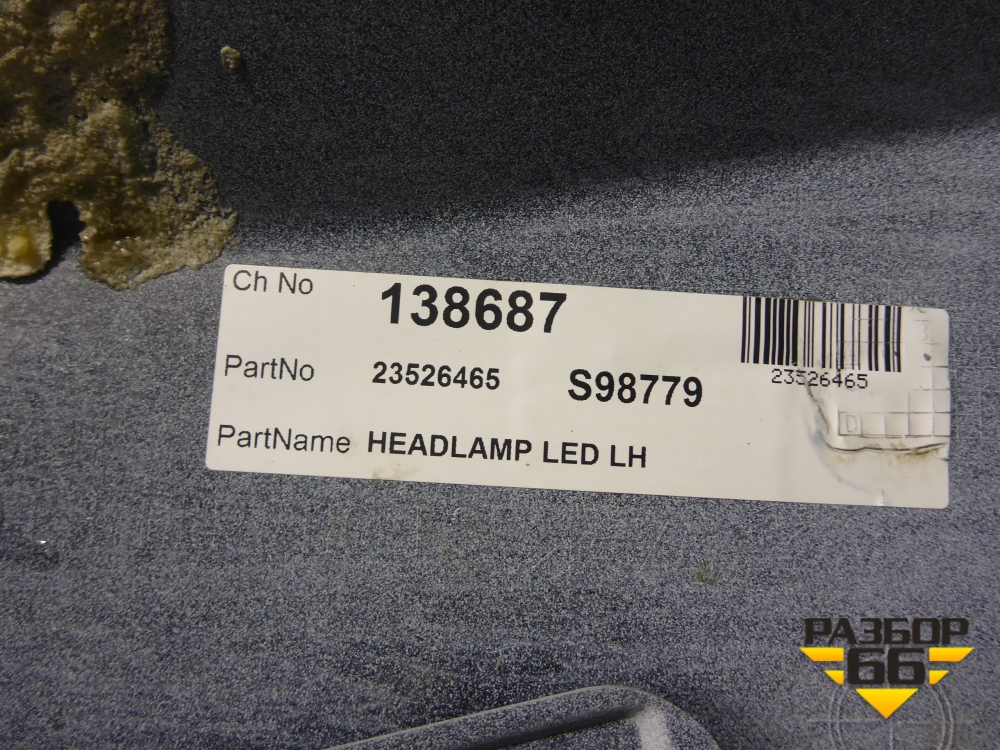 Ch No 138687
23526465
PartNo 23526465 S98779
PartName HEADLAMP LED LH
D
РАЗБОР
66